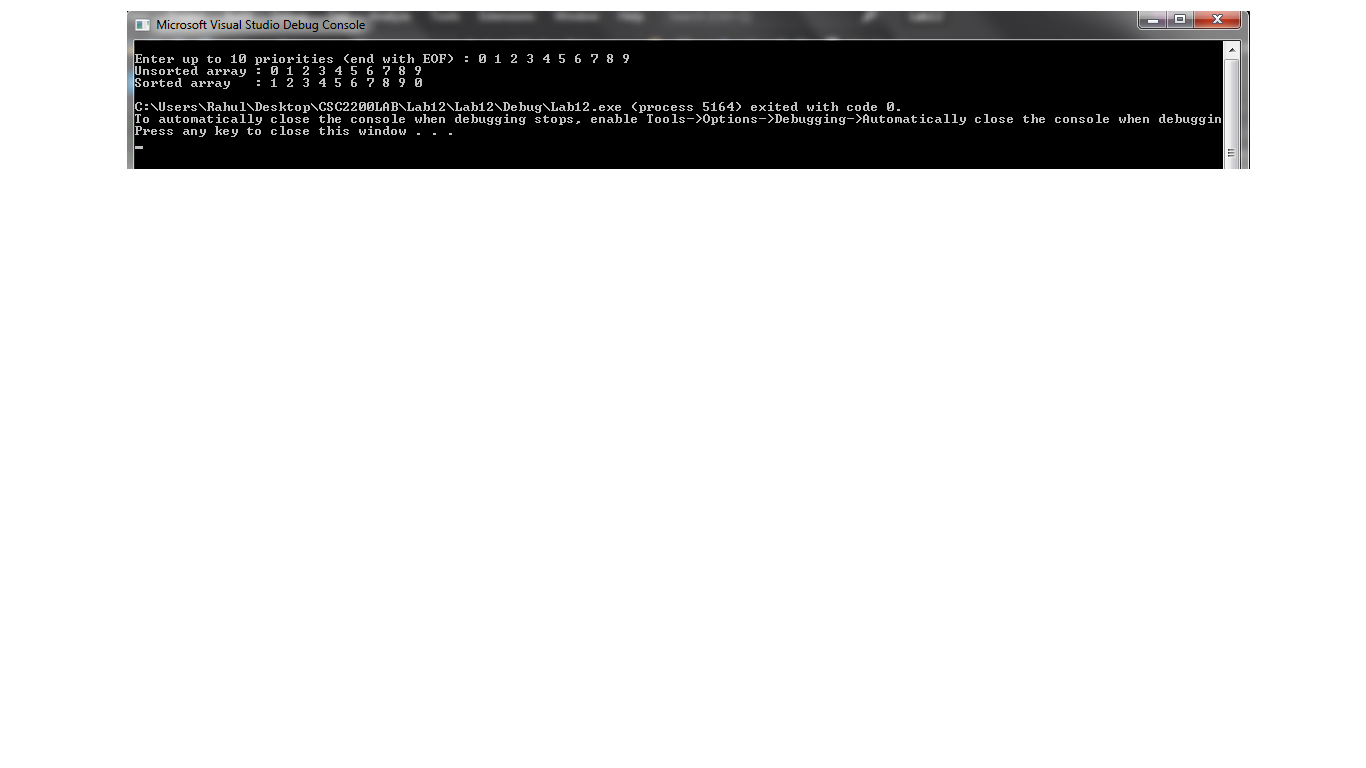 Microsoft Visual Studio Debug Console
Enter up to 10 priorities (end with EOF) : 0 1 2 3 4 5 6 7 8 9
Unsorted array : 0 1 2 3 4 5 6 7 8 9
Sorted array   : 1 2 3 4 5 6 7 8 9 0
C:\Users\Rahul\Desktop\CSC2200LAB\Lab12\Lab12\Debug\Lab12.exe (process 5164) exited with code 0.
To automatically close the console when debugging stops, enable Tools->Options->Debugging->Automatically close the console when debuggin
Press any key to close this window . . .